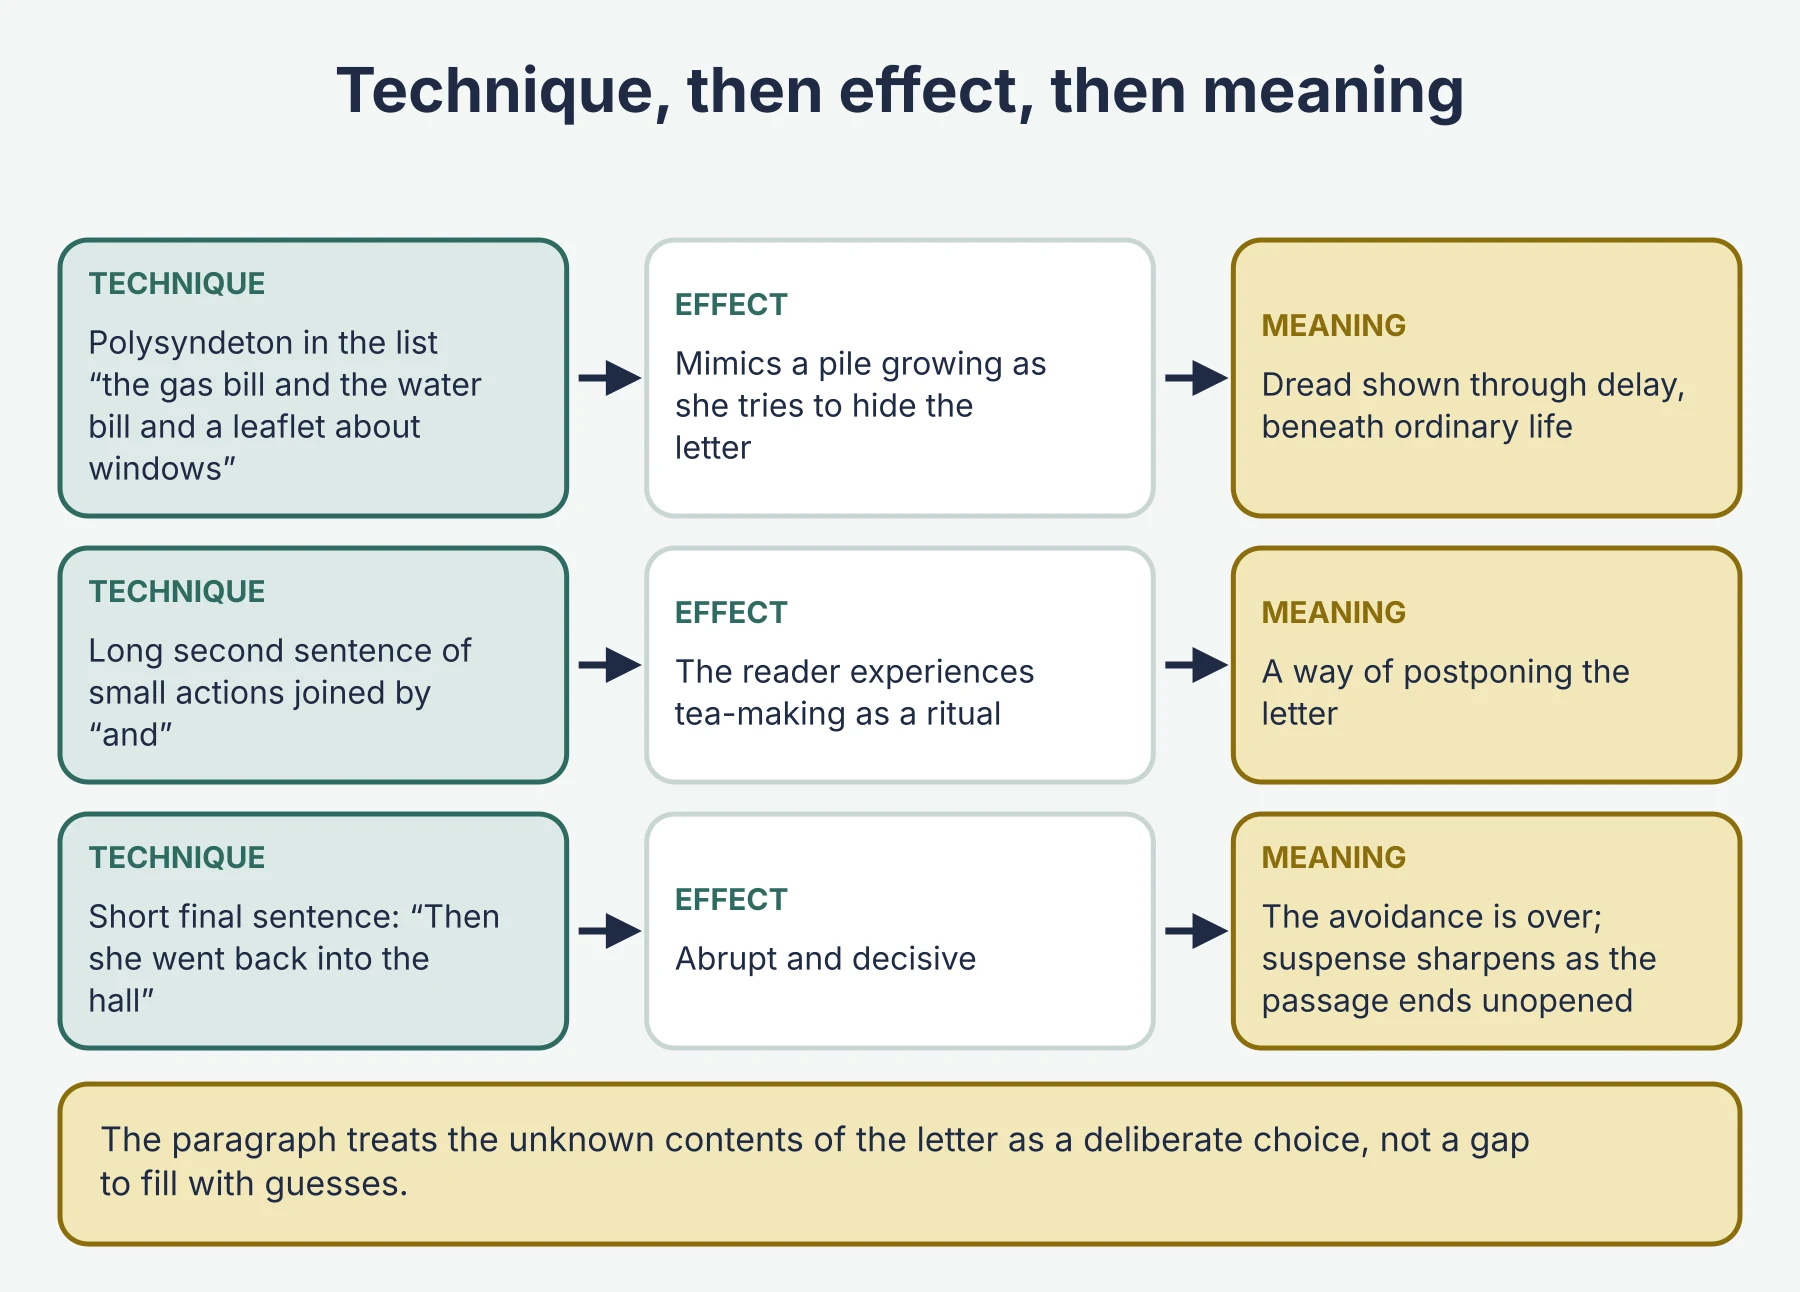 Technique, then effect, then meaning
TECHNIQUE
Polysyndeton in the list
“the gas bill and the water
bill and a leaflet about
windows”
EFFECT
Mimics a pile growing as
she tries to hide the
letter
MEANING
Dread shown through delay,
beneath ordinary life
TECHNIQUE
Long second sentence of
small actions joined by
“and”
EFFECT
The reader experiences
tea-making as a ritual
MEANING
A way of postponing the
letter
TECHNIQUE
Short final sentence: “Then
she went back into the
hall”
EFFECT
Abrupt and decisive
MEANING
The avoidance is over;
suspense sharpens as the
passage ends unopened
The paragraph treats the unknown contents of the letter as a deliberate choice, not a gap
to fill with guesses.